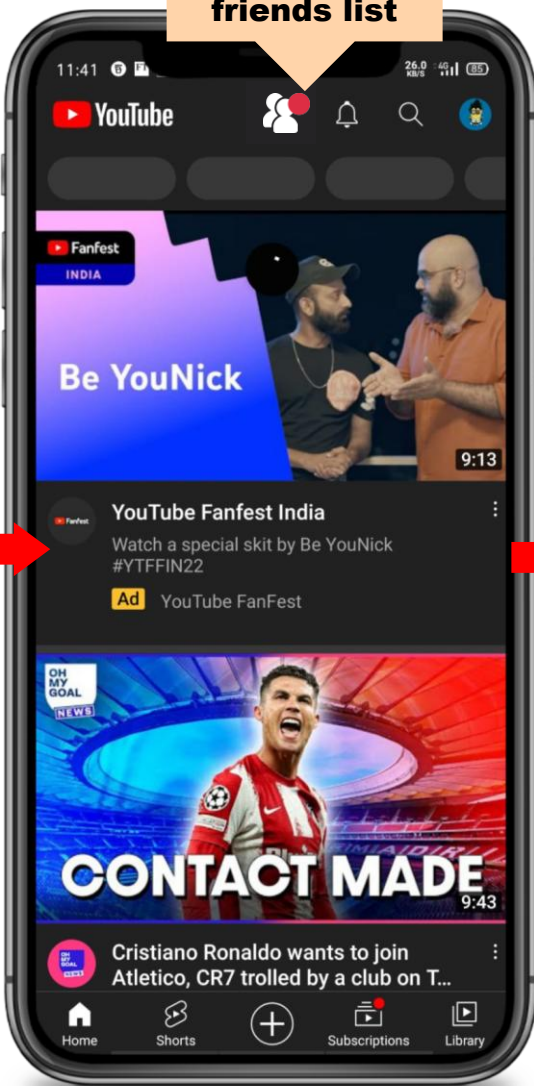 friends list
11:41
26.0 KB/S 4G 85
YouTube
Fanfest
INDIA
Be YouNick
9:13
Fanfest
YouTube Fanfest India
Watch a special skit by Be YouNick
#YTFFIN22
Ad YouTube FanFest
OH
MY
GOAL
NEWS
CONTACT MADE
9:43
Cristiano Ronaldo wants to join
Atletico, CR7 trolled by a club on T...
Home Shorts Subscriptions Library